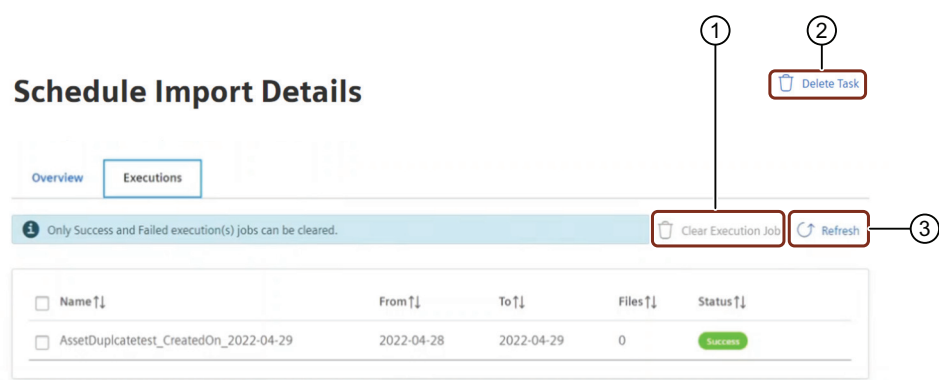 1
2
Schedule Import Details
Delete Task
Overview
Executions
Only Success and Failed execution(s) jobs can be cleared.
Clear Execution Job
Refresh
3
Name↑↓ From↑↓ To↑↓ Files↑↓ Status↑↓
AssetDuplcatetest_CreatedOn_2022-04-29 2022-04-28 2022-04-29 0 Success